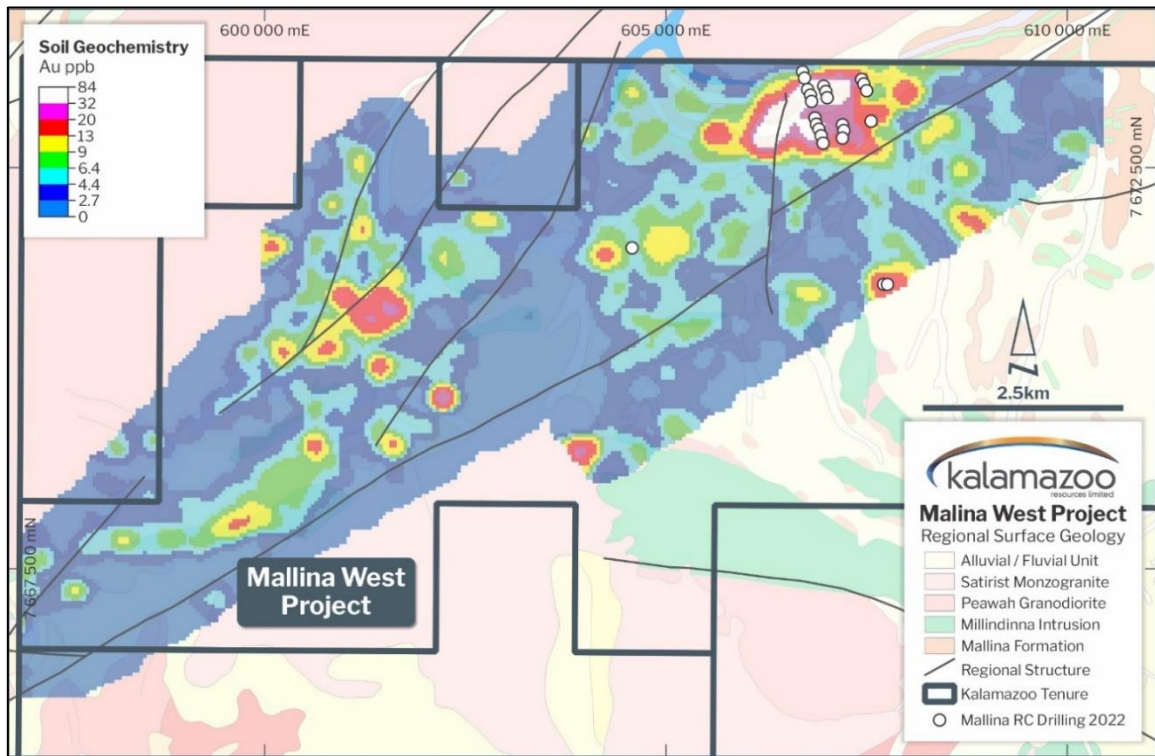 600 000 mE
605 000 mE
610 000 mE
Soil Geochemistry
Au ppb
84
32
20
13
9
6.4
4.4
2.7
0
7 672 500 mN
2.5km
7 667 500 mN
Mallina West
Project
kalamazoo
resources limited
Malina West Project
Regional Surface Geology
Alluvial / Fluvial Unit
Satirist Monzogranite
Peawah Granodiorite
Millindinna Intrusion
Mallina Formation
Regional Structure
Kalamazoo Tenure
Mallina RC Drilling 2022